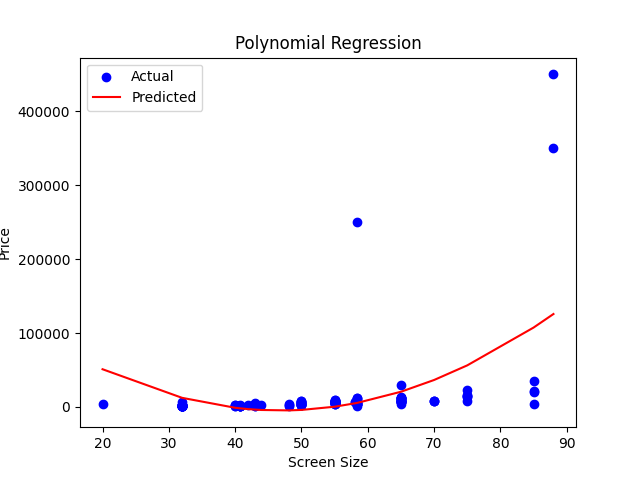 Polynomial Regression
Actual
Predicted
400000
300000
200000
100000
0
Price
20 30 40 50 60 70 80 90
Screen Size